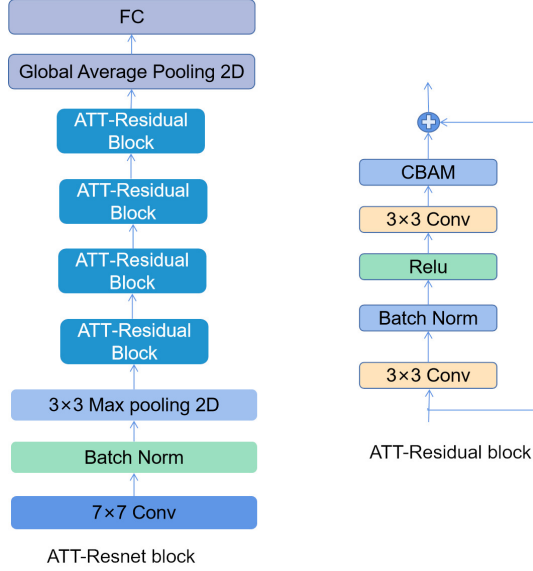 FC
Global Average Pooling 2D
ATT-Residual
Block
ATT-Residual
Block
ATT-Residual
Block
ATT-Residual
Block
3×3 Max pooling 2D
Batch Norm
7×7 Conv
ATT-Resnet block
CBAM
3×3 Conv
Relu
Batch Norm
3×3 Conv
ATT-Residual block